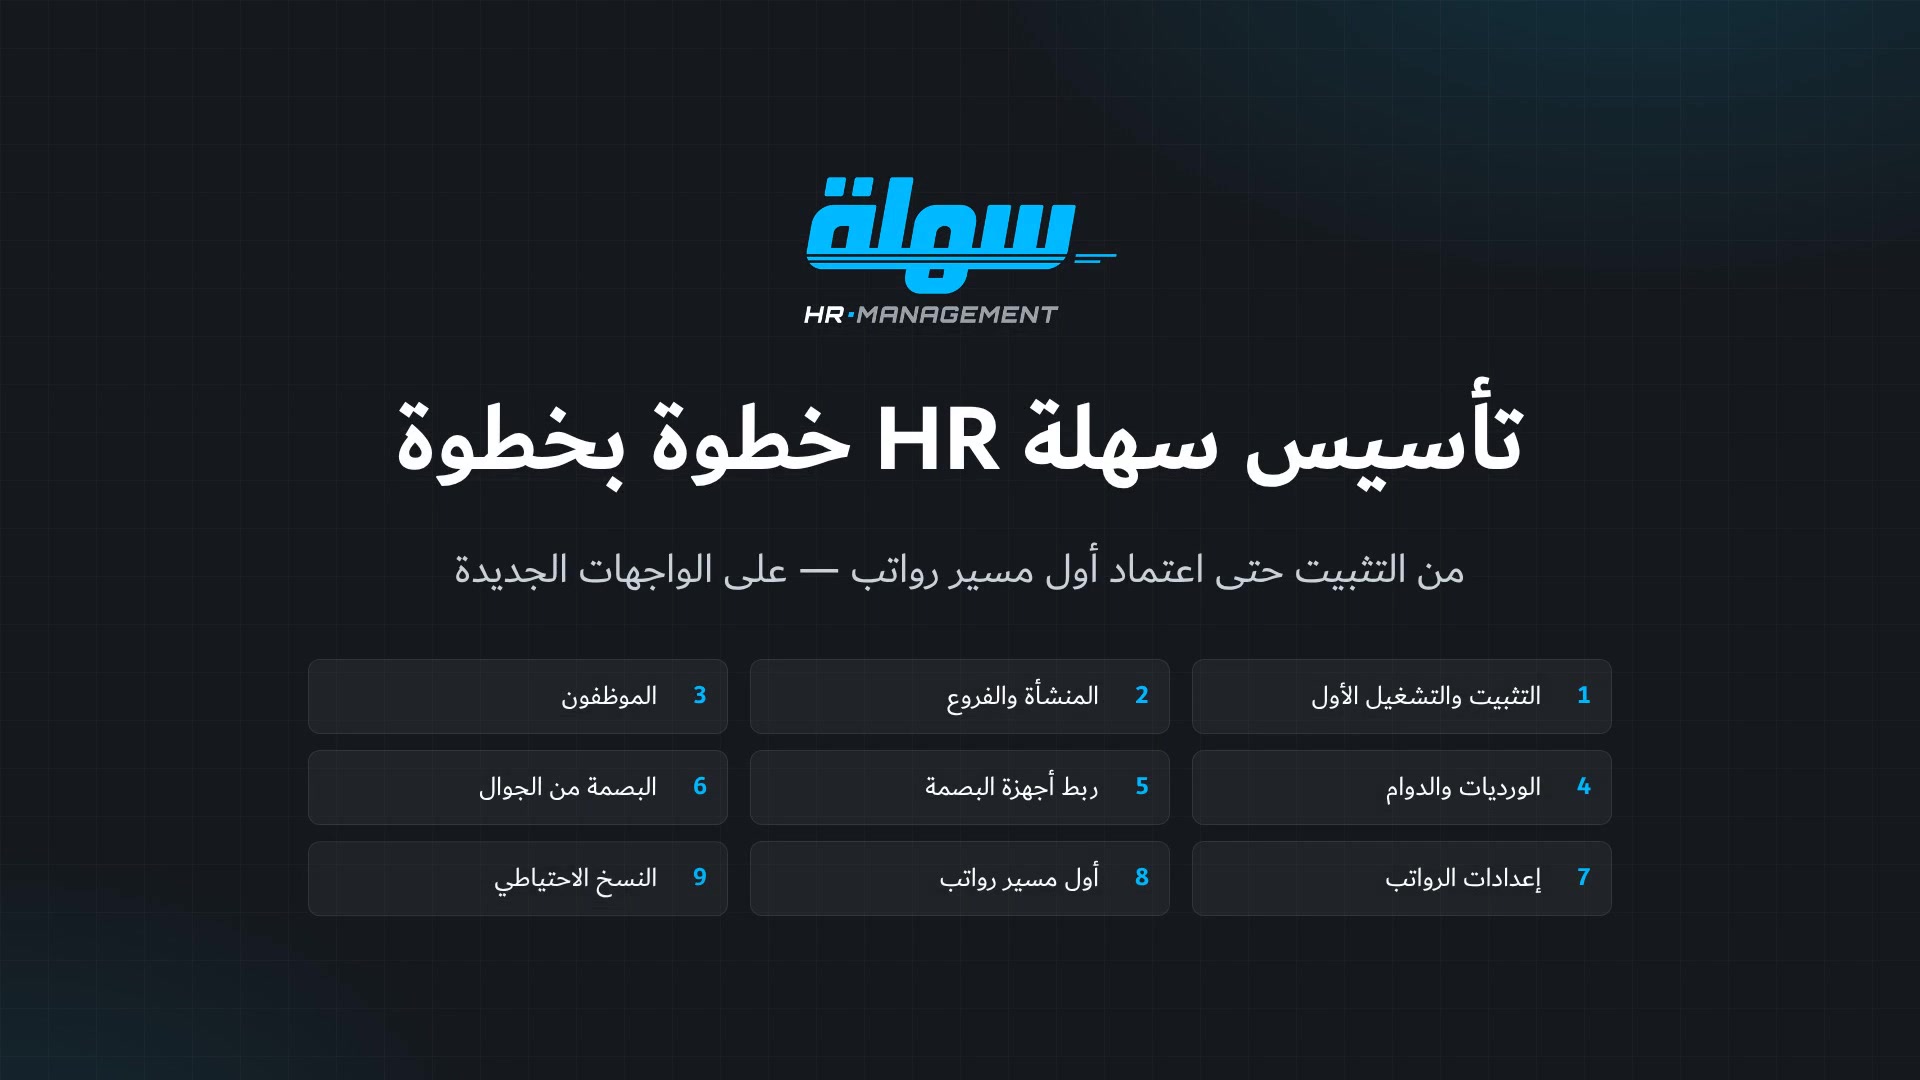 سهلة
HR·MANAGEMENT
تأسيس سهلة HR خطوة بخطوة
من التثبيت حتى اعتماد أول مسير رواتب — على الواجهات الجديدة
1 التثبيت والتشغيل الأول
2 المنشأة والفروع
3 الموظفون
4 الورديات والدوام
5 ربط أجهزة البصمة
6 البصمة من الجوال
7 إعدادات الرواتب
8 أول مسير رواتب
9 النسخ الاحتياطي